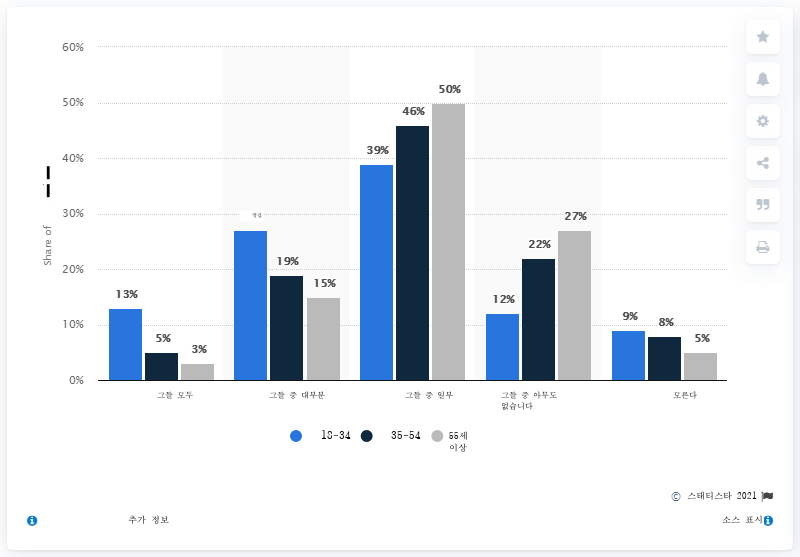 60%
50%
40%
30%
20%
10%
0%
Share of
13%
5%
3%
19%
15%
39%
46%
50%
12%
22%
27%
9%
8%
5%
그들 모두
그들 중 대부분
그들 중 일부
그들 중 아무도
없습니다
모른다
18-34
35-54
55세
이상
© 스태티스타 2021
추가 정보
소스 표시